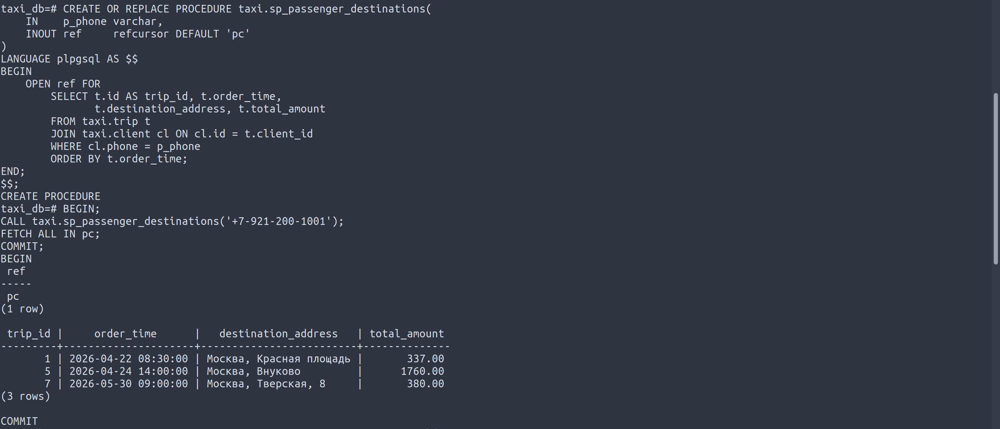 taxi_db=# CREATE OR REPLACE PROCEDURE taxi.sp_passenger_destinations(
    IN    p_phone varchar,
    INOUT ref     refcursor DEFAULT 'pc'
)
LANGUAGE plpgsql AS $$
BEGIN
    OPEN ref FOR
        SELECT t.id AS trip_id, t.order_time,
               t.destination_address, t.total_amount
        FROM taxi.trip t
        JOIN taxi.client cl ON cl.id = t.client_id
        WHERE cl.phone = p_phone
        ORDER BY t.order_time;
END;
$$;
CREATE PROCEDURE
taxi_db=# BEGIN;
CALL taxi.sp_passenger_destinations('+7-921-200-1001');
FETCH ALL IN pc;
COMMIT;
BEGIN
 ref
-----
 pc
(1 row)

 trip_id |     order_time      |   destination_address   | total_amount
---------+---------------------+-------------------------+--------------
       1 | 2026-04-22 08:30:00 | Москва, Красная площадь |       337.00
       5 | 2026-04-24 14:00:00 | Москва, Внуково         |      1760.00
       7 | 2026-05-30 09:00:00 | Москва, Тверская, 8     |       380.00
(3 rows)

COMMIT